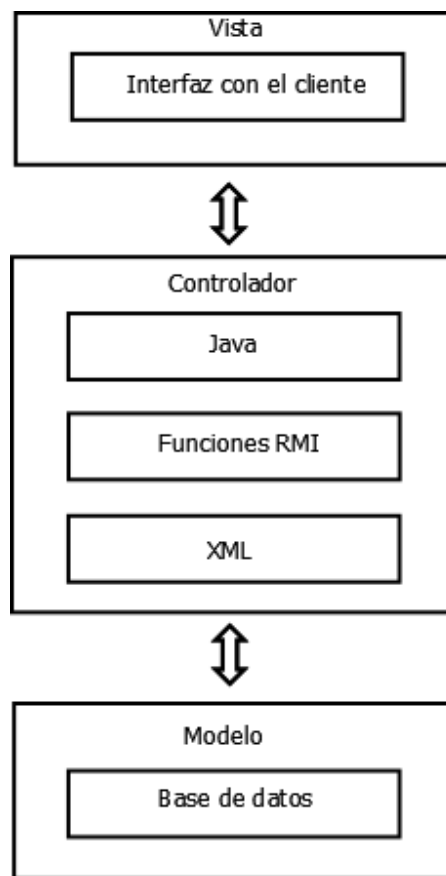 Vista
Interfaz con el cliente
Controlador
Java
Funciones RMI
XML
Modelo
Base de datos